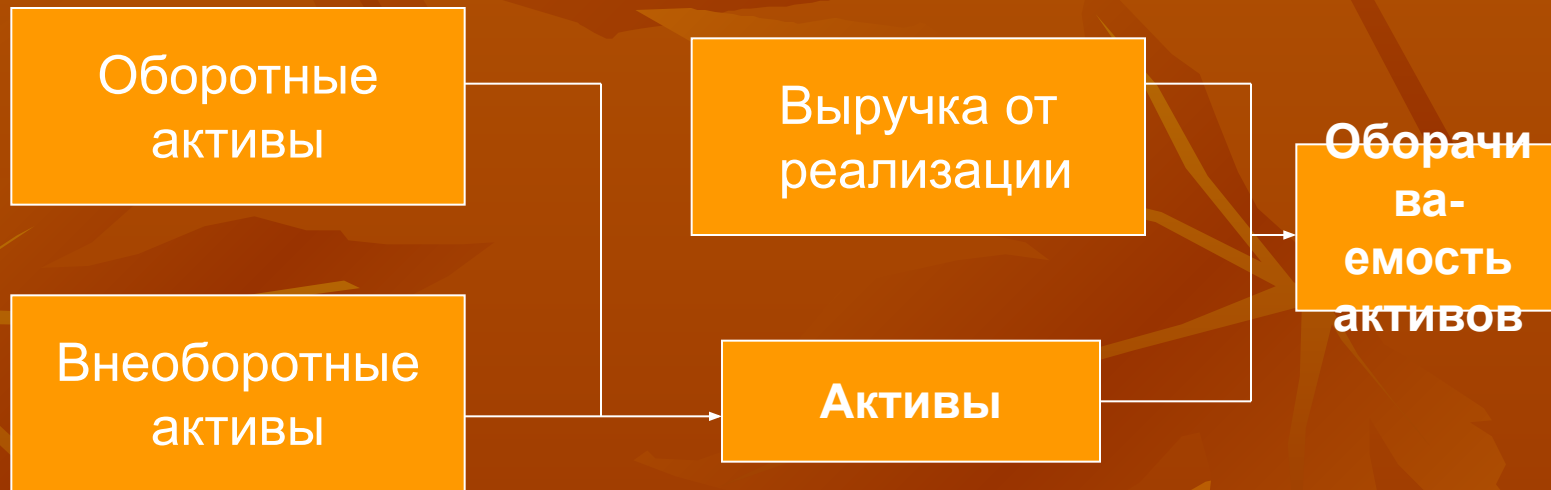 Оборотные
активы
Выручка от
реализации
Оборачи
ва-
емость
активов
Внеоборотные
активы
Активы